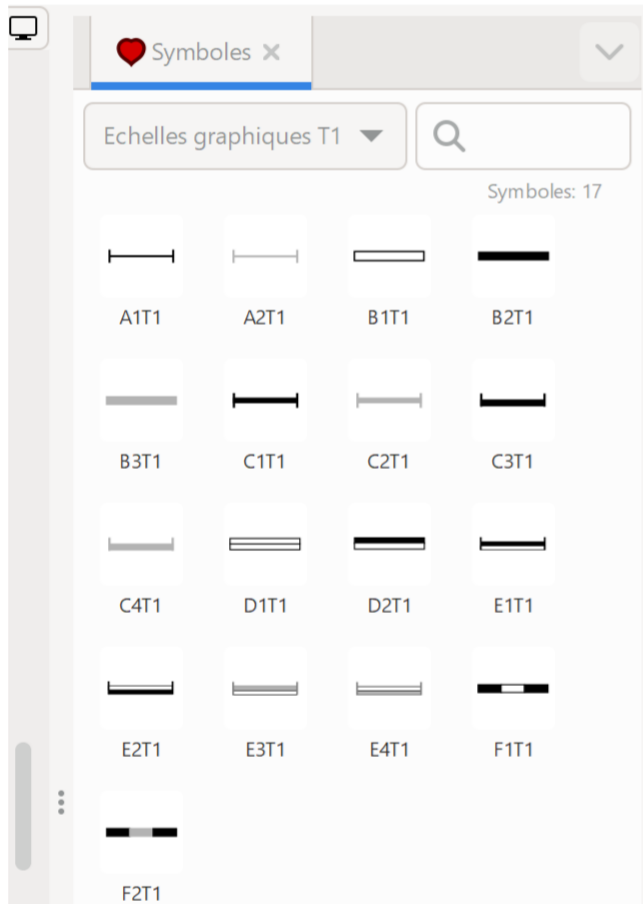 Symboles
Echelles graphiques T1
Symboles: 17
A1T1 A2T1 B1T1 B2T1
B3T1 C1T1 C2T1 C3T1
C4T1 D1T1 D2T1 E1T1
E2T1 E3T1 E4T1 F1T1
F2T1